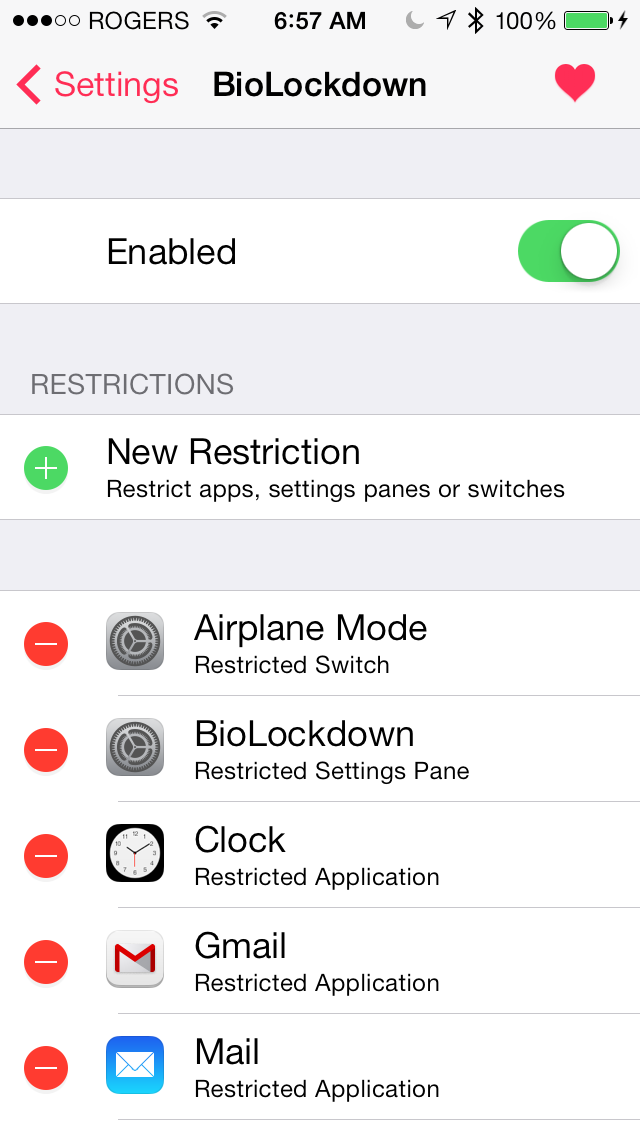 ROGERS 6:57 AM 100%
Settings BioLockdown
Enabled
RESTRICTIONS
New Restriction
Restrict apps, settings panes or switches
Airplane Mode
Restricted Switch
BioLockdown
Restricted Settings Pane
Clock
Restricted Application
Gmail
Restricted Application
Mail
Restricted Application